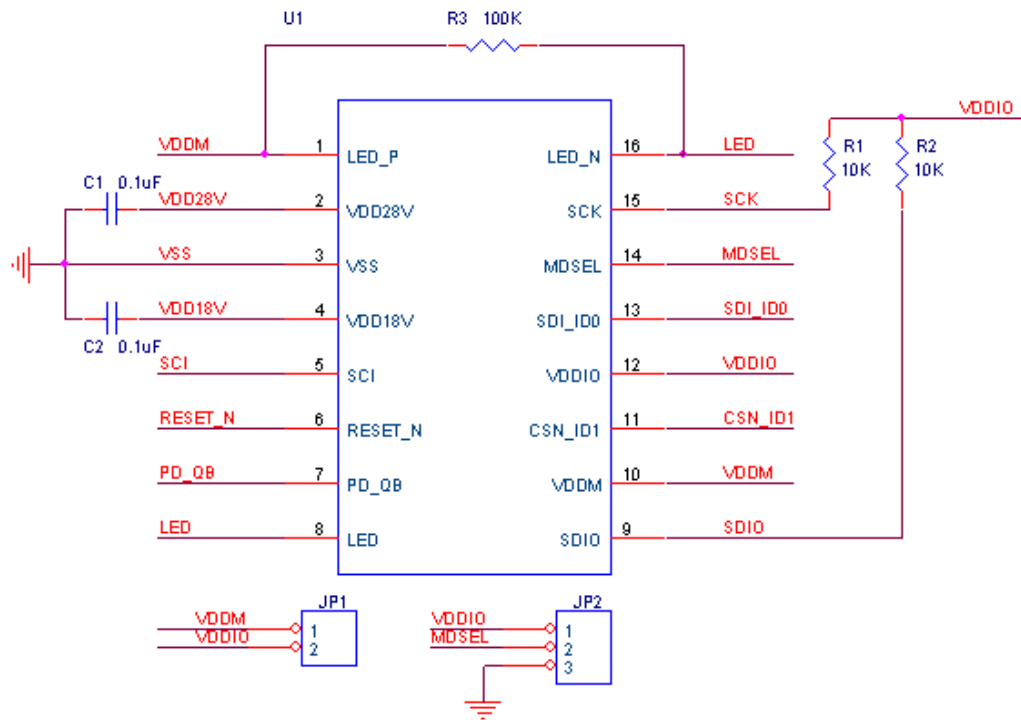 U1
R3 100K
VDDIO
VDDM 1 LED_P LED_N 16 LED R1 R2
10K 10K
C1 0.1uF VDD28V 2 VDD28V SCK 15 SCK
VSS 3 VSS MDSEL 14 MDSEL
VDD18V 4 VDD18V SDI_ID0 13 SDI_ID0
C2 0.1uF
SCI 5 SCI VDDIO 12 VDDIO
RESET_N 6 RESET_N CSN_ID1 11 CSN_ID1
PD_QB 7 PD_QB VDDM 10 VDDM
LED 8 LED SDIO 9 SDIO
JP1
VDDM 1
VDDIO 2
JP2
VDDIO 1
MDSEL 2
3